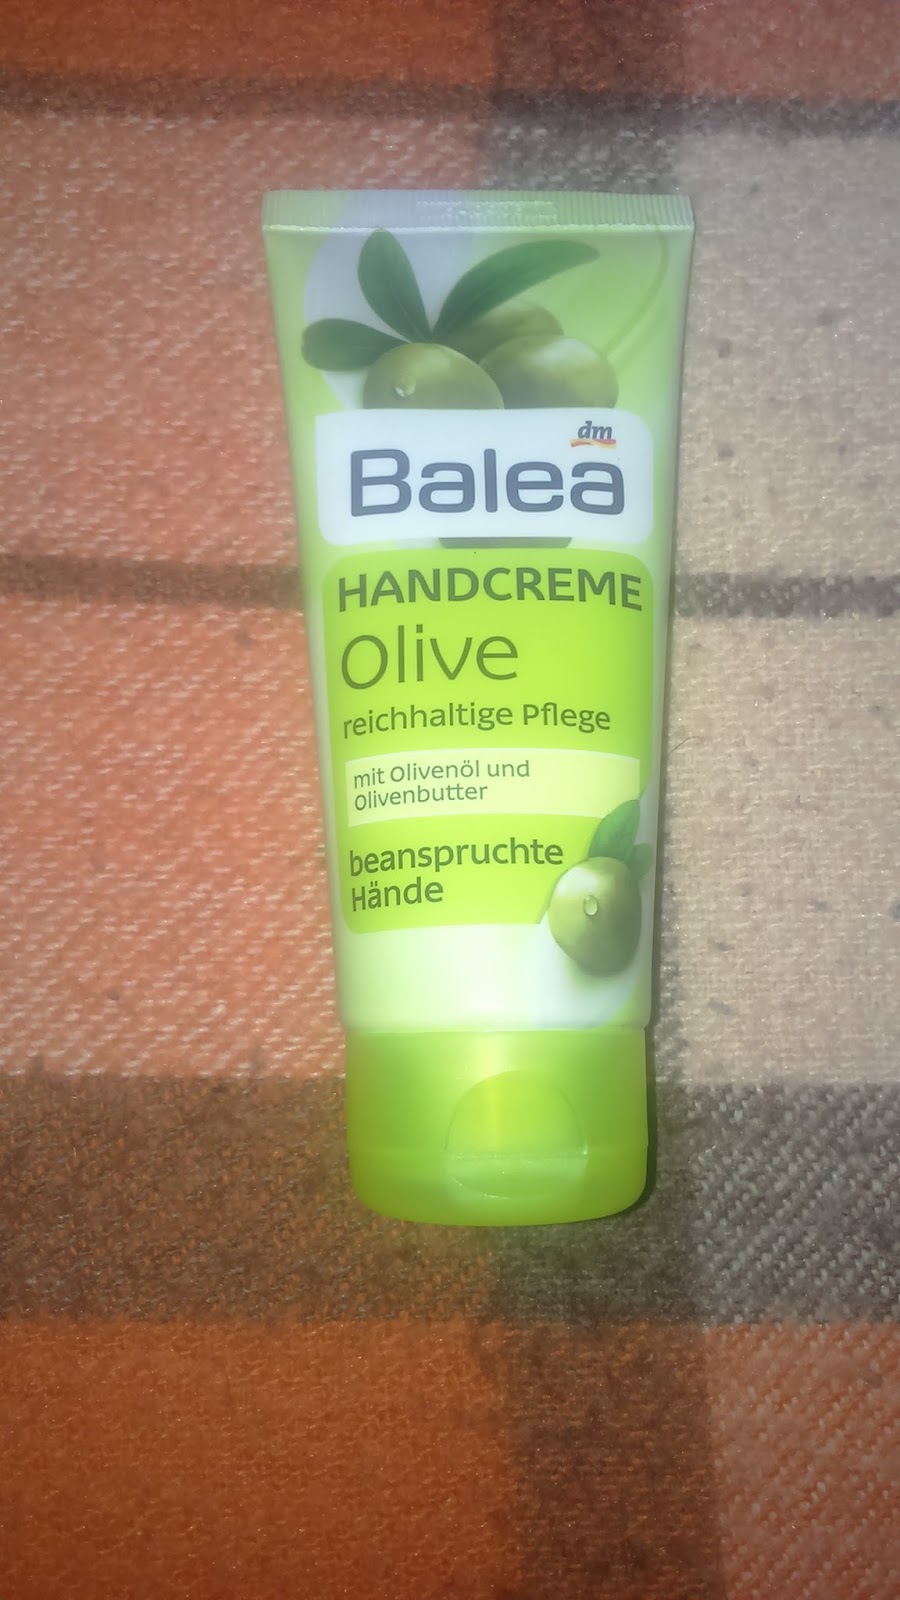 dm
Balea
HANDCREME
Olive
reichhaltige Pflege
mit Olivenöl und
Olivenbutter
beanspruchte
Hände